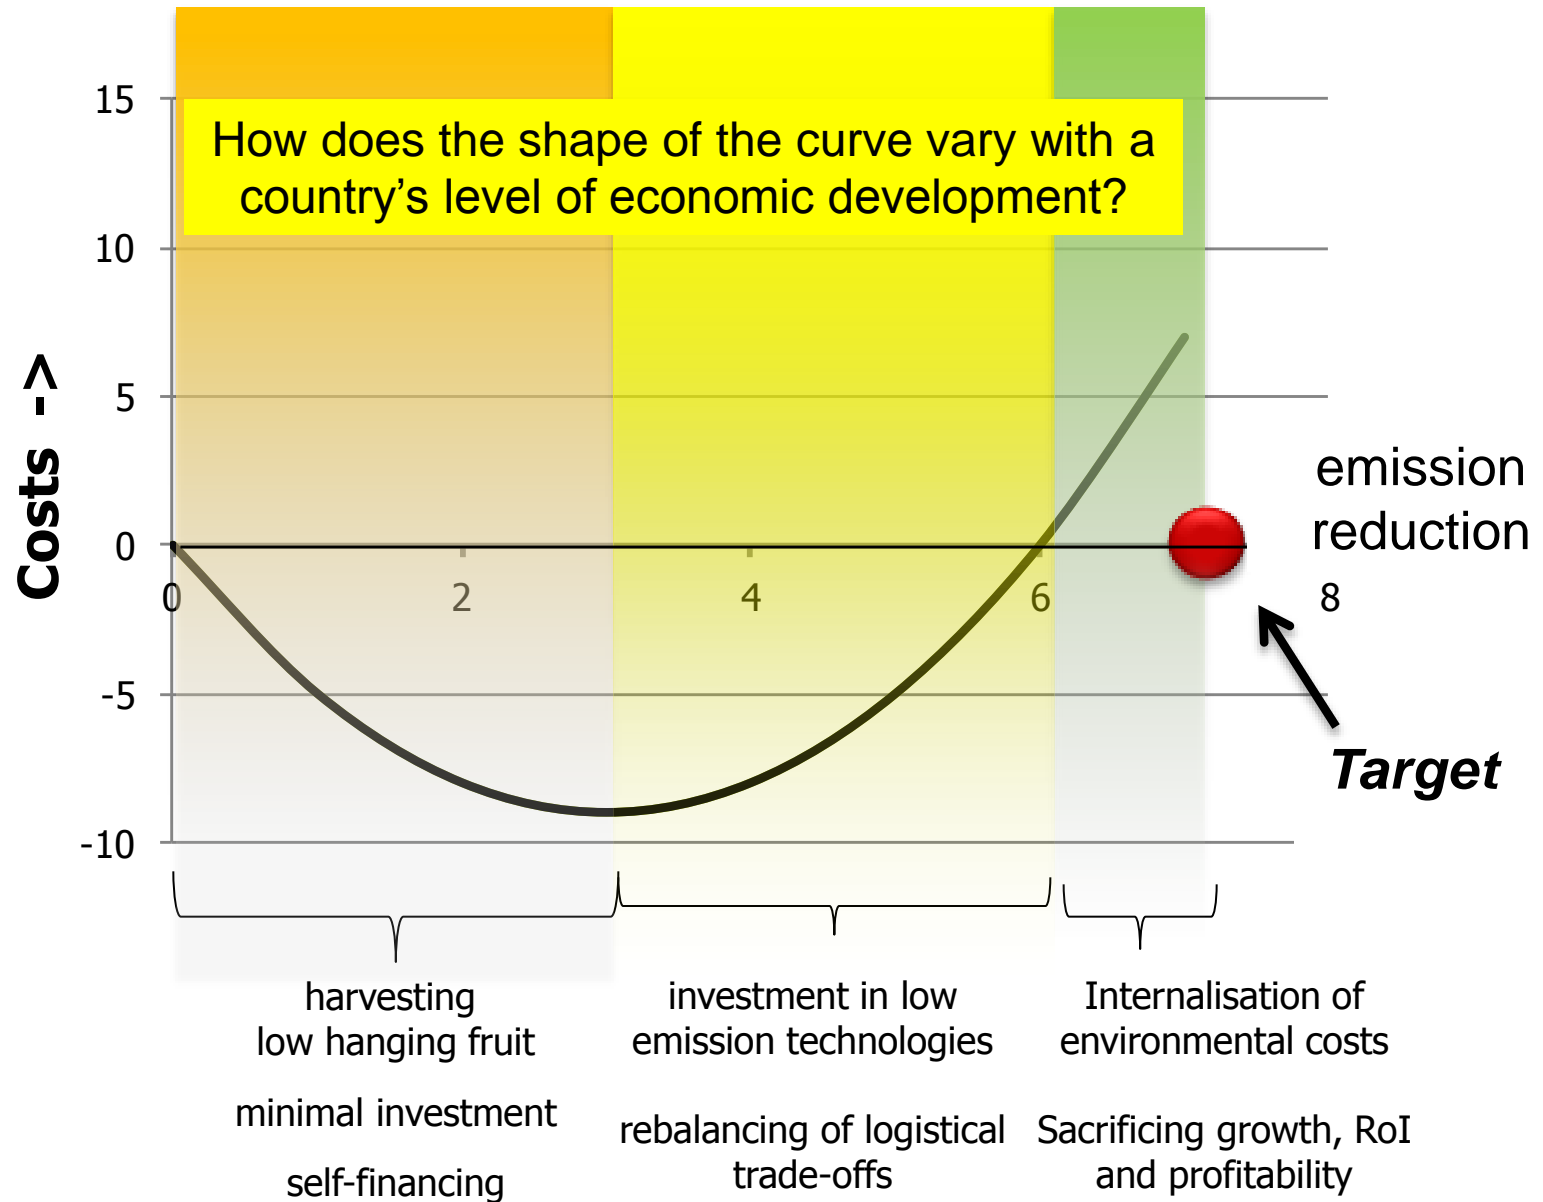 How does the shape of the curve vary with a
country’s level of economic development?
15
10
5
0
-5
-10
Costs ->
0
2
4
6
8
emission
reduction
Target
harvesting
low hanging fruit
minimal investment
self-financing
investment in low
emission technologies
rebalancing of logistical
trade-offs
Internalisation of
environmental costs
Sacrificing growth, RoI
and profitability